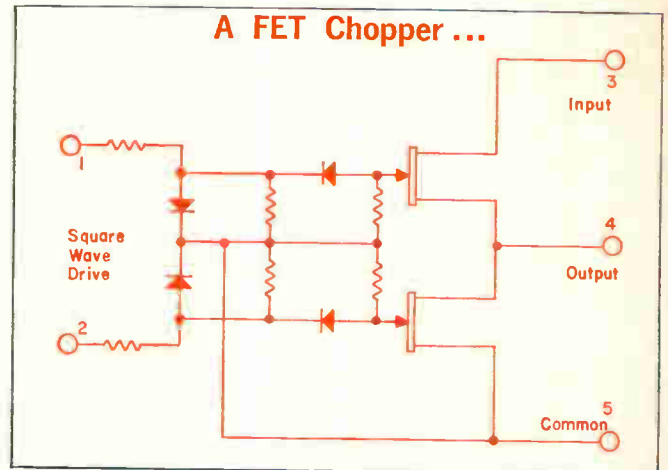 A FET Chopper...
3
Input
1
Square
Wave
Drive
4
Output
2
5
Common